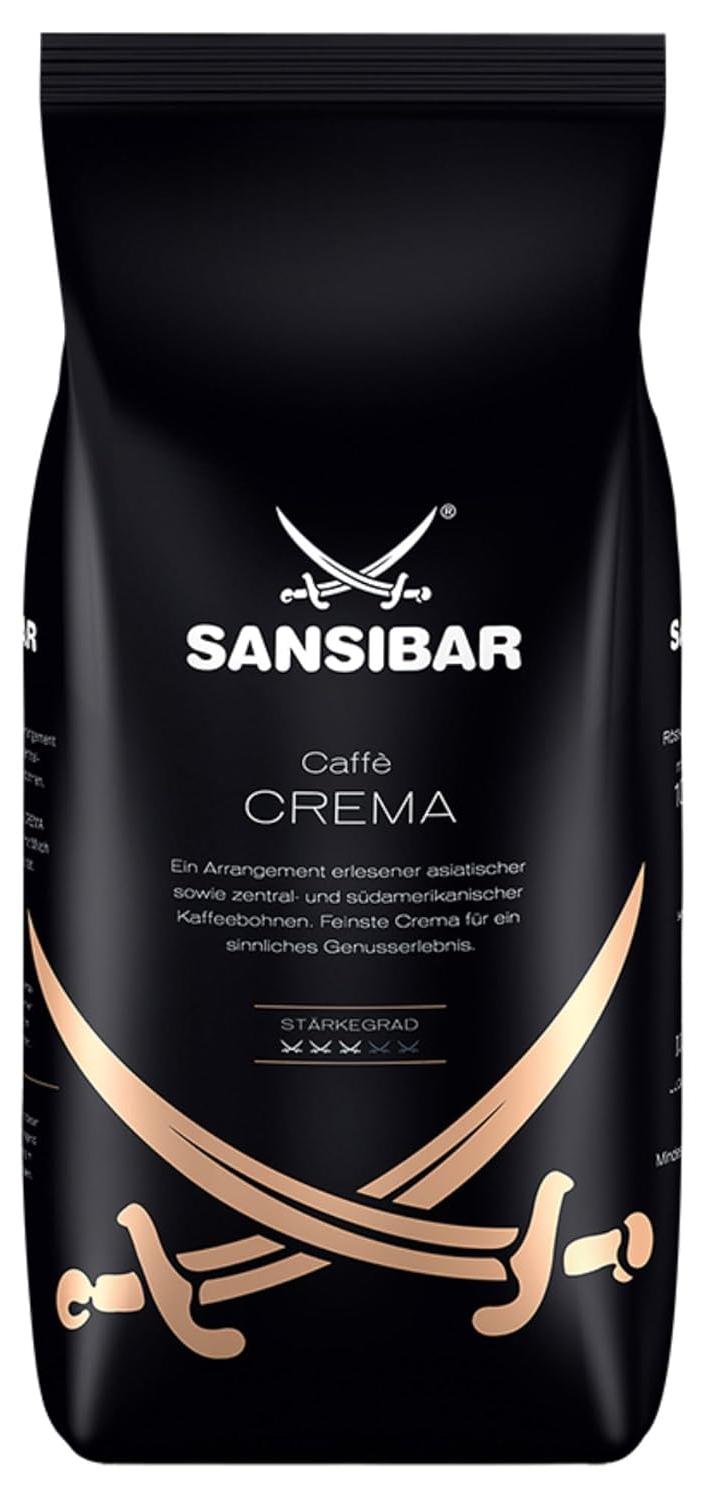 ®
SANSIBAR
Caffè
CREMA
Ein Arrangement erlesener asiatischer
sowie zentral- und südamerikanischer
Kaffeebohnen. Feinste Crema für ein
sinnliches Genusserlebnis.
STÄRKEGRAD